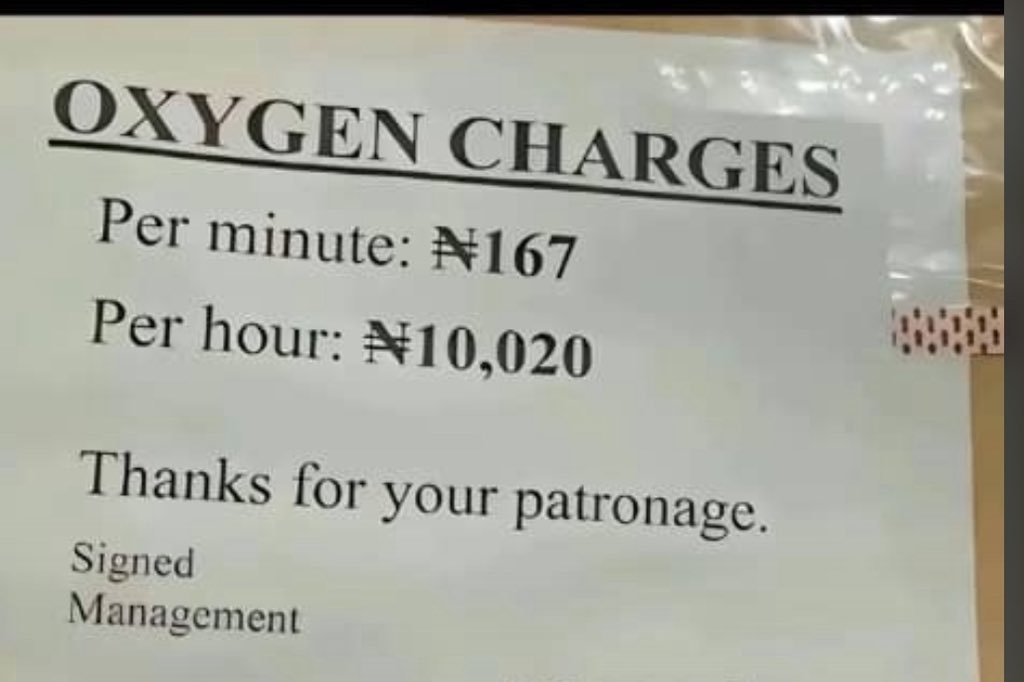 OXYGEN CHARGES
Per minute: ₦167
Per hour: ₦10,020
Thanks for your patronage.
Signed
Management